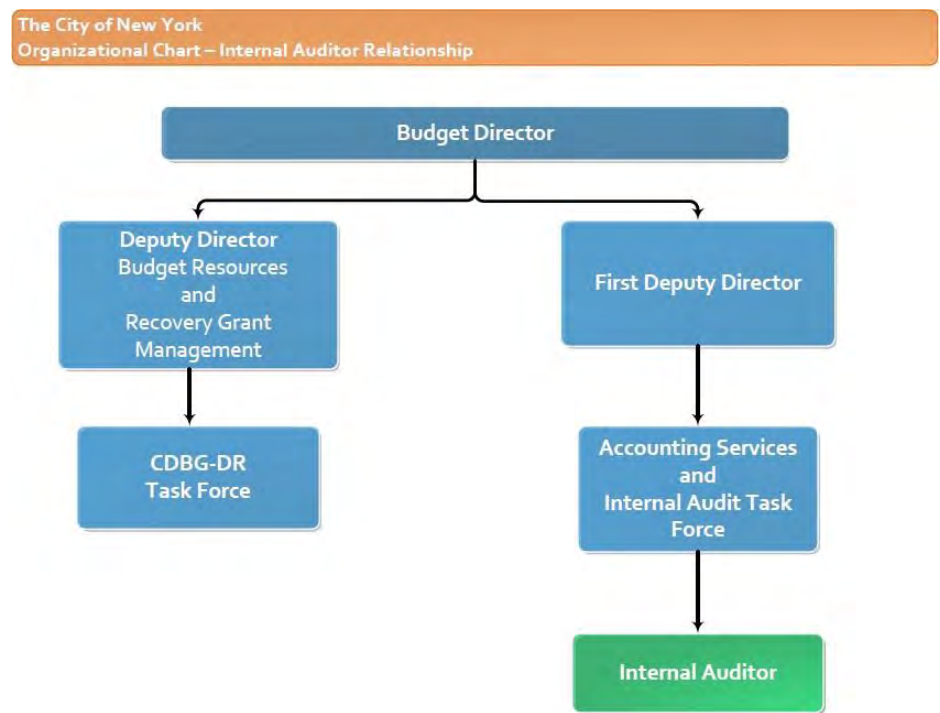 The City of New York
Organizational Chart – Internal Auditor Relationship
Budget Director
Deputy Director
Budget Resources
and
Recovery Grant
Management
First Deputy Director
CDBG-DR
Task Force
Accounting Services
and
Internal Audit Task
Force
Internal Auditor